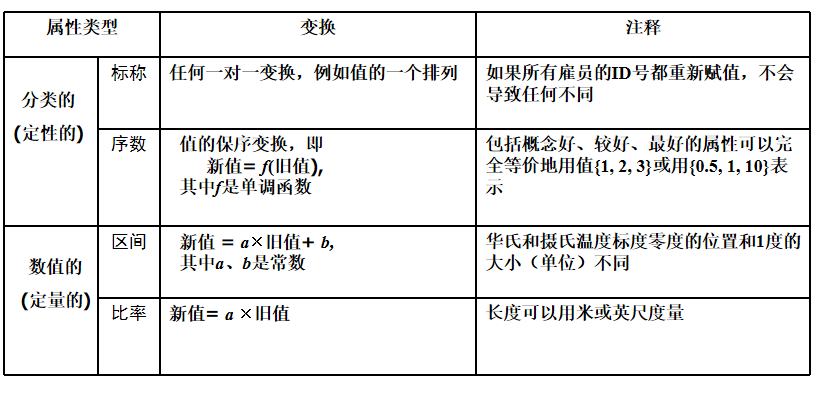 属性类型
变换
注释
分类的
(定性的)
标称
任何一对一变换，例如值的一个排列
如果所有雇员的ID号都重新赋值，不会
导致任何不同
序数
值的保序变换，即
新值= f(旧值),
其中f是单调函数
包括概念好、较好、最好的属性可以完
全等价地用值{1, 2, 3}或用{0.5, 1, 10}表
示
数值的
(定量的)
区间
新值 = a×旧值+ b,
其中a、b是常数
华氏和摄氏温度标度零度的位置和1度的
大小（单位）不同
比率
新值= a ×旧值
长度可以用米或英尺度量